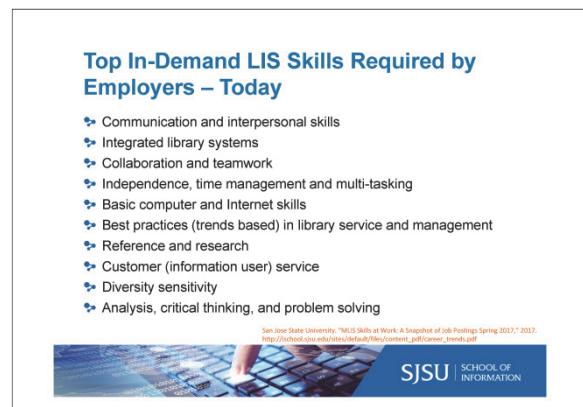 Top In-Demand LIS Skills Required by
Employers – Today
Communication and interpersonal skills
Integrated library systems
Collaboration and teamwork
Independence, time management and multi-tasking
Basic computer and Internet skills
Best practices (trends based) in library service and management
Reference and research
Customer (information user) service
Diversity sensitivity
Analysis, critical thinking, and problem solving
San Jose State University. "MLIS Skills at Work: A Snapshot of Job Postings Spring 2017," 2017.
http://ischool.sjsu.edu/sites/default/files/content_pdf/career_trends.pdf
SJSU SCHOOL OF
INFORMATION